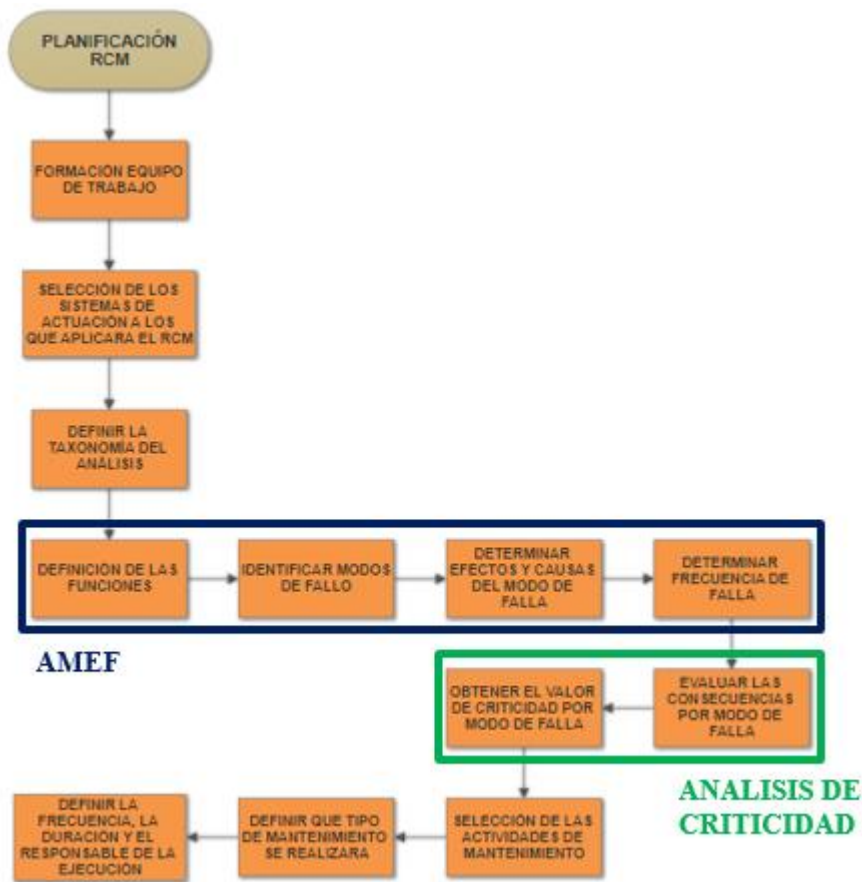 PLANIFICACIÓN
RCM
FORMACIÓN EQUIPO
DE TRABAJO
SELECCIÓN DE LOS
SISTEMAS DE
ACTUACIÓN A LOS
QUE APLICARA EL RCM
DEFINIR LA
TAXONOMÍA DEL
ANÁLISIS
DEFINICIÓN DE LAS
FUNCIONES
IDENTIFICAR MODOS
DE FALLO
DETERMINAR
EFECTOS Y CAUSAS
DEL MODO DE
FALLA
DETERMINAR
FRECUENCIA DE
FALLA
AMEF
EVALUAR LAS
CONSECUENCIAS
POR MODO DE
FALLA
OBTENER EL VALOR
DE CRITICIDAD POR
MODO DE FALLA
ANALISIS DE
CRITICIDAD
SELECCIÓN DE LAS
ACTIVIDADES DE
MANTENIMIENTO
DEFINIR QUE TIPO
DE MANTENIMIENTO
SE REALIZARA
DEFINIR LA
FRECUENCIA, LA
DURACIÓN Y EL
RESPONSABLE DE LA
EJECUCIÓN